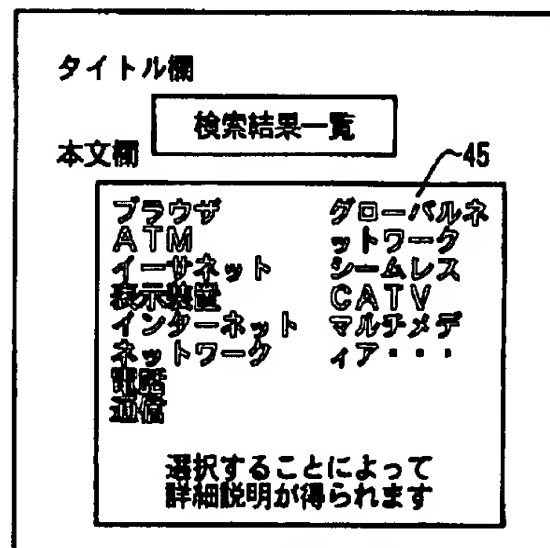 タイトル欄
検索結果一覧
本文欄
45
ブラウザ
ATM
イーサネット
表示装置
インターネット
ネットワーク
電話
通信
グローバルネ
ットワーク
シームレス
CATV
マルチメデ
ィア・・・
選択することによって
詳細説明が得られます